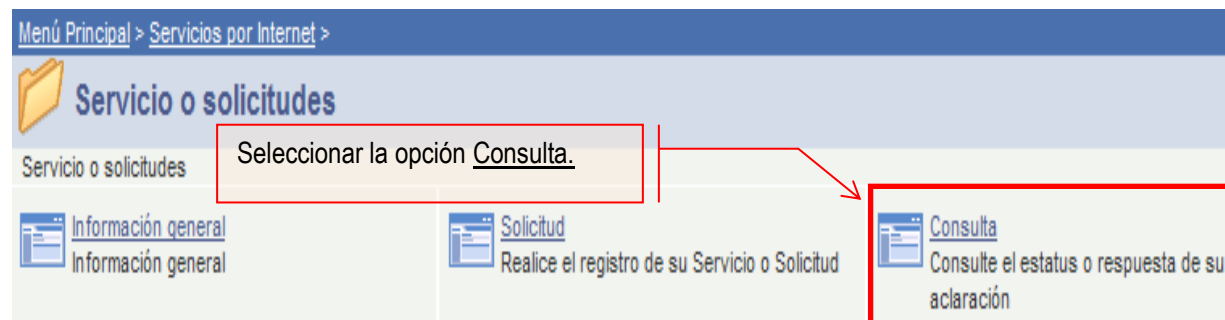 Menú Principal > Servicios por Internet >
Servicio o solicitudes
Seleccionar la opción Consulta.
Servicio o solicitudes
Información general
Información general
Solicitud
Realice el registro de su Servicio o Solicitud
Consulta
Consulte el estatus o respuesta de su
aclaración